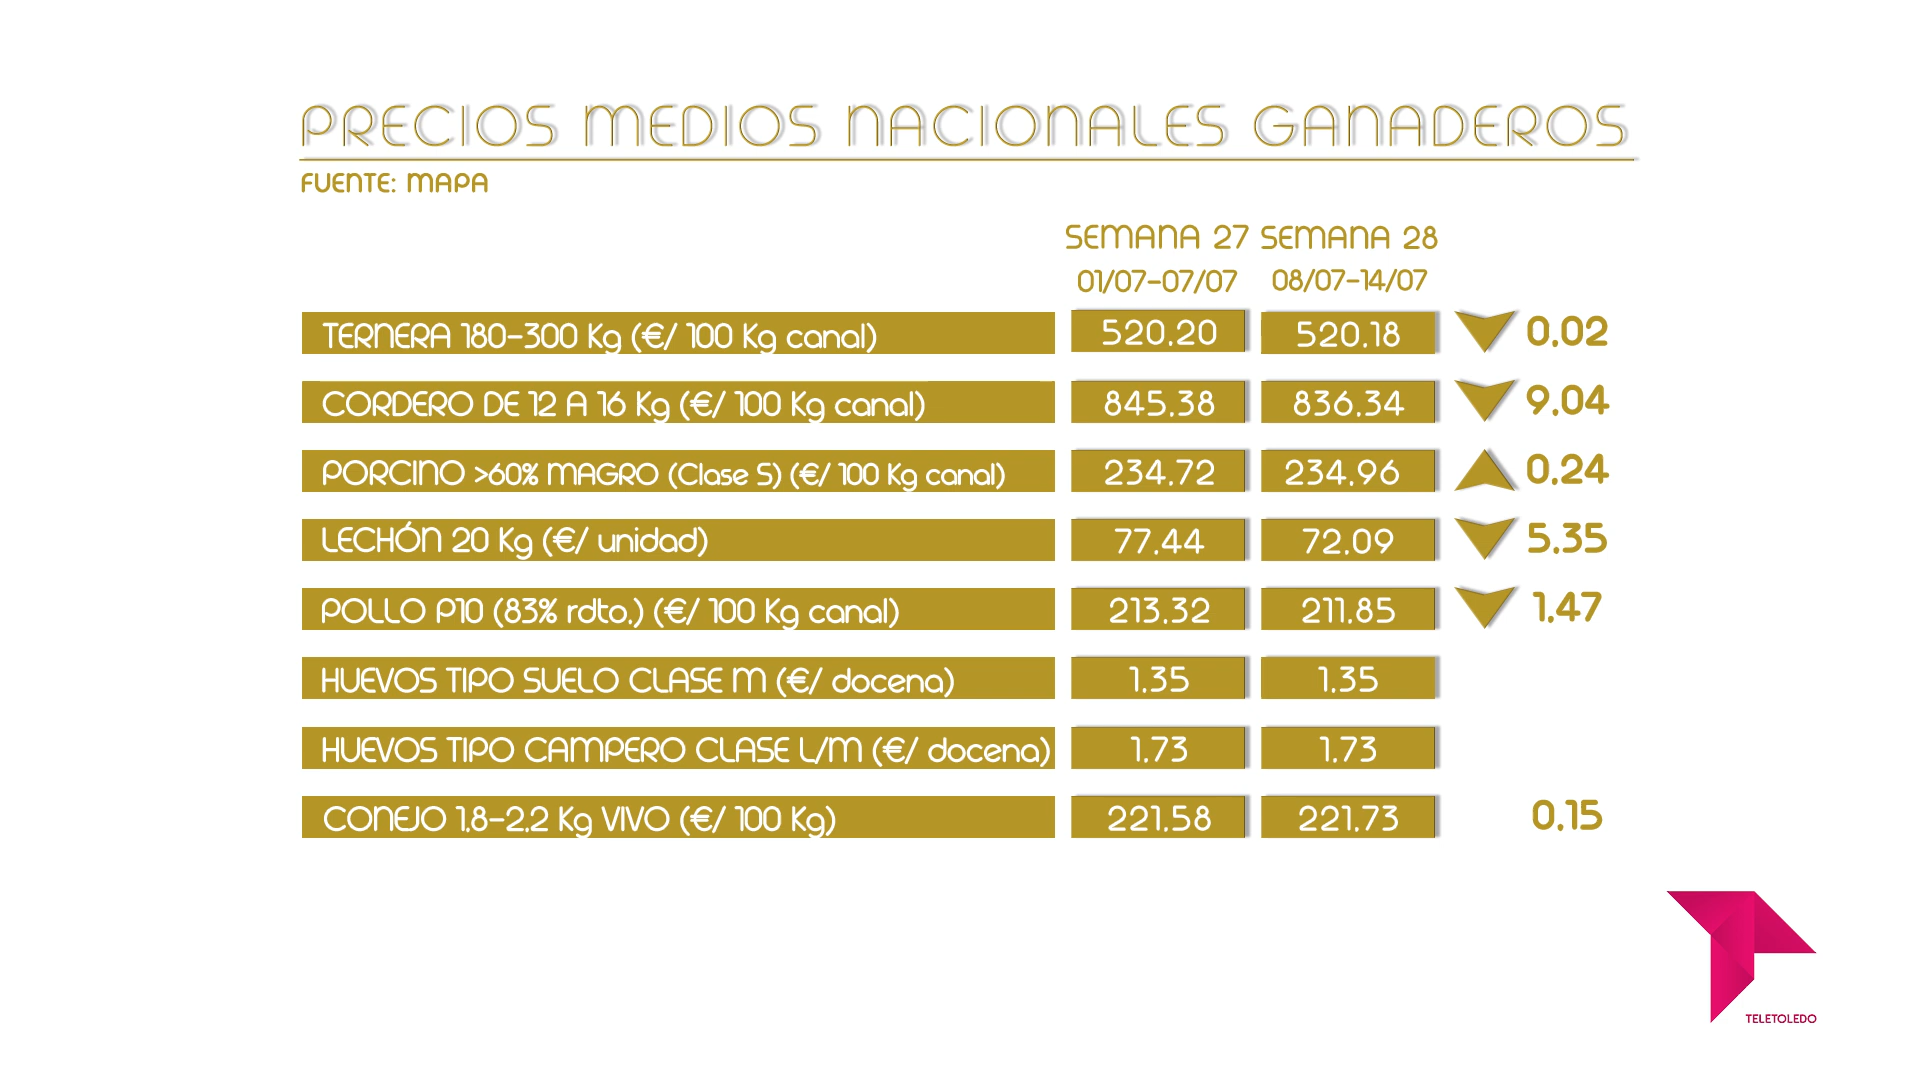 PRECIOS MEDIOS NACIONALES GANADEROS
FUENTE: MAPA
SEMANA 27 SEMANA 28
01/07-07/07 08/07-14/07
TERNERA 180-300 Kg (€/ 100 Kg canal) 520.20 520.18 0.02
CORDERO DE 12 A 16 Kg (€/ 100 Kg canal) 845.38 836.34 9.04
PORCINO >60% MAGRO (Clase S) (€/ 100 Kg canal) 234.72 234.96 0.24
LECHÓN 20 Kg (€/ unidad) 77.44 72.09 5.35
POLLO P10 (83% rdto.) (€/ 100 Kg canal) 213.32 211.85 1.47
HUEVOS TIPO SUELO CLASE M (€/ docena) 1.35 1.35
HUEVOS TIPO CAMPERO CLASE L/M (€/ docena) 1.73 1.73
CONEJO 1.8-2.2 Kg VIVO (€/ 100 Kg) 221.58 221.73 0.15
TELETOLEDO